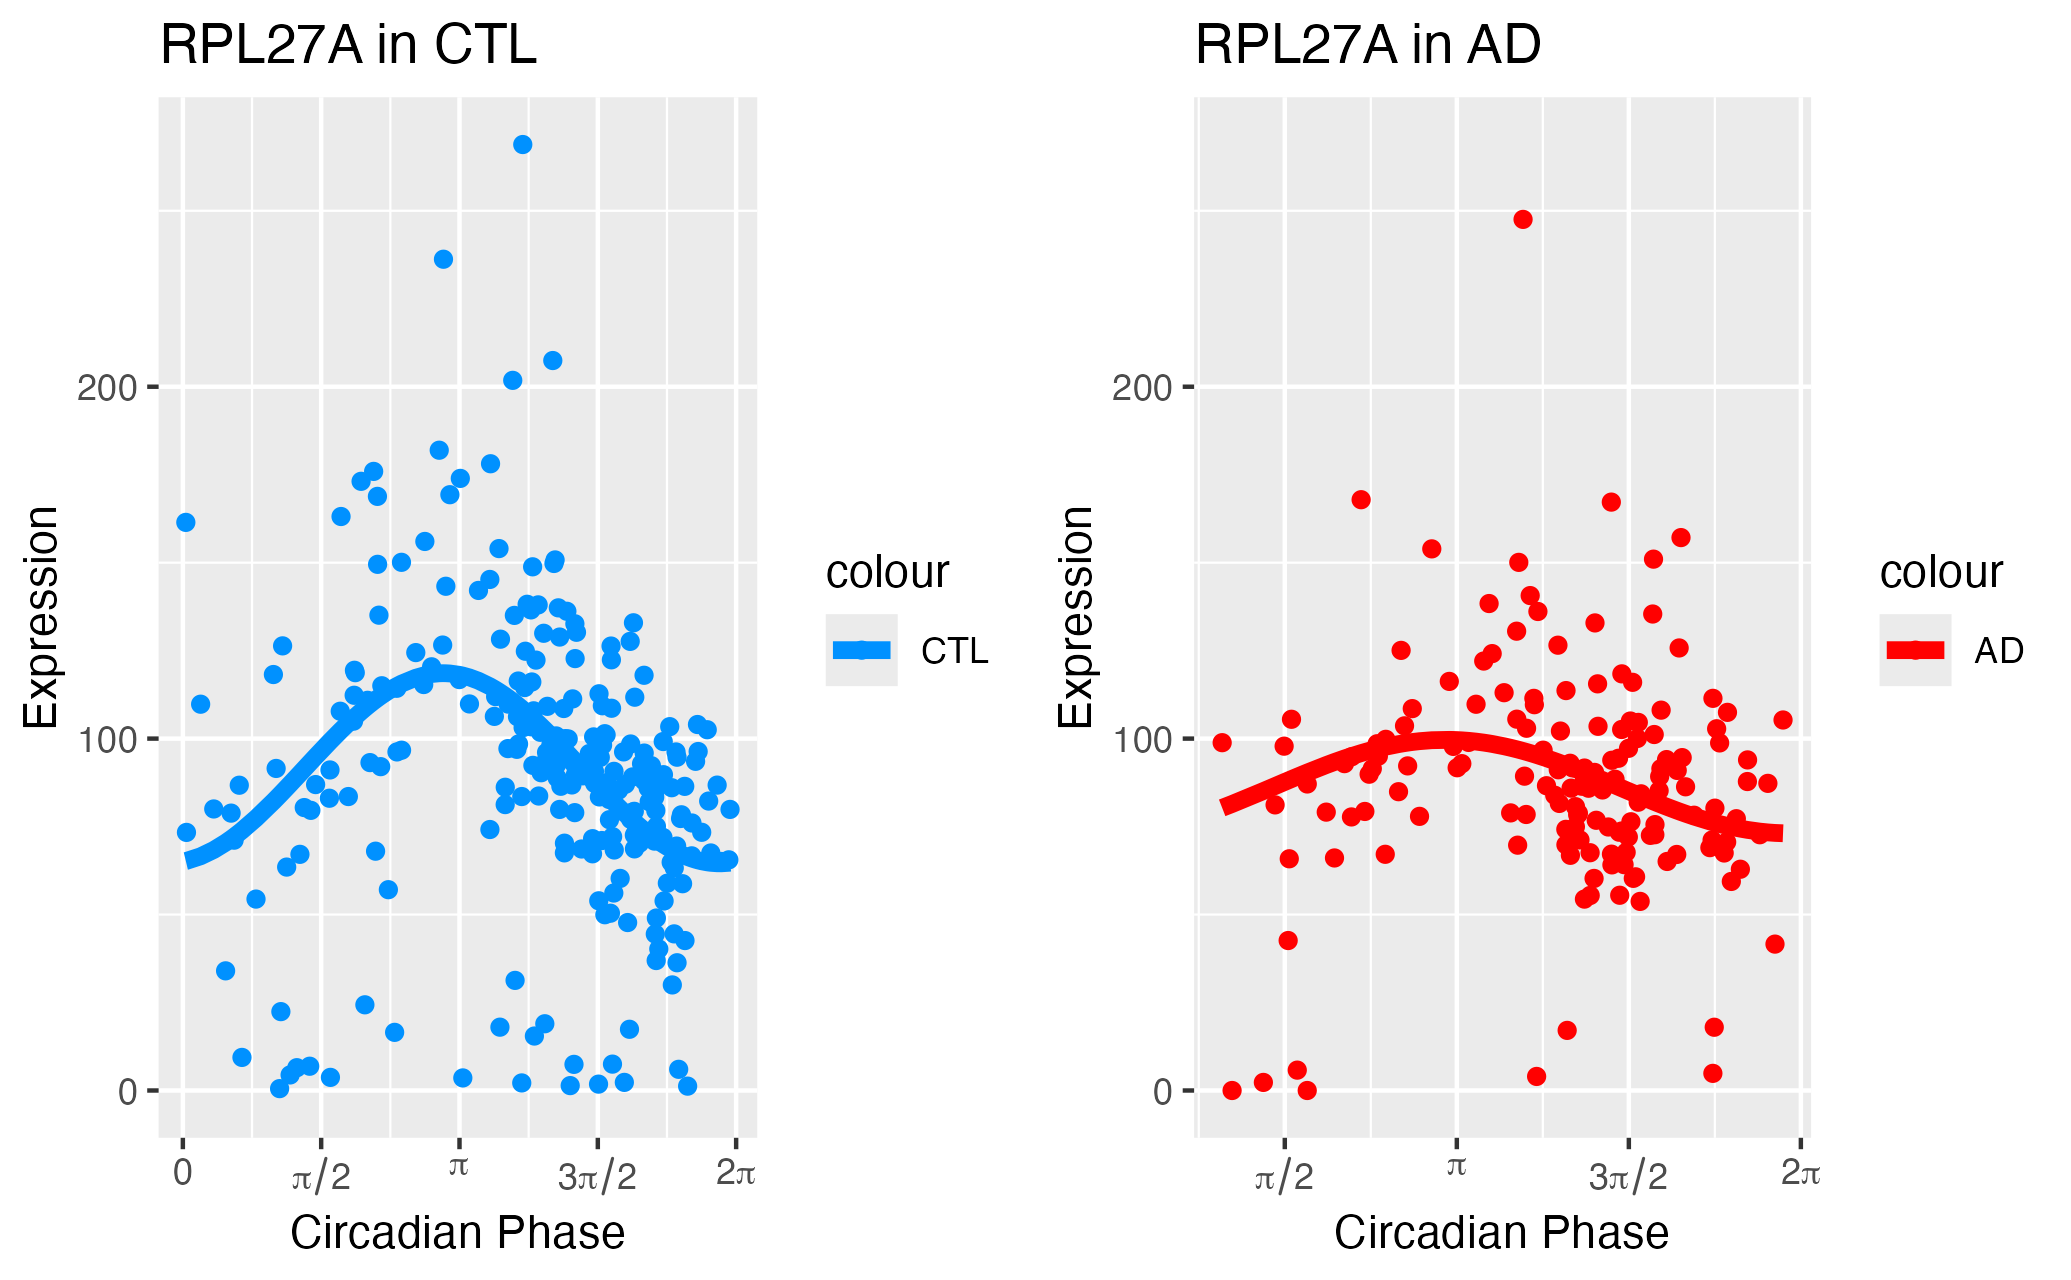 RPL27A in CTL
Expression
200
100
0
0 π/2 π 3π/2 2π
Circadian Phase
colour
CTL
RPL27A in AD
Expression
200
100
0
π/2 π 3π/2 2π
Circadian Phase
colour
AD